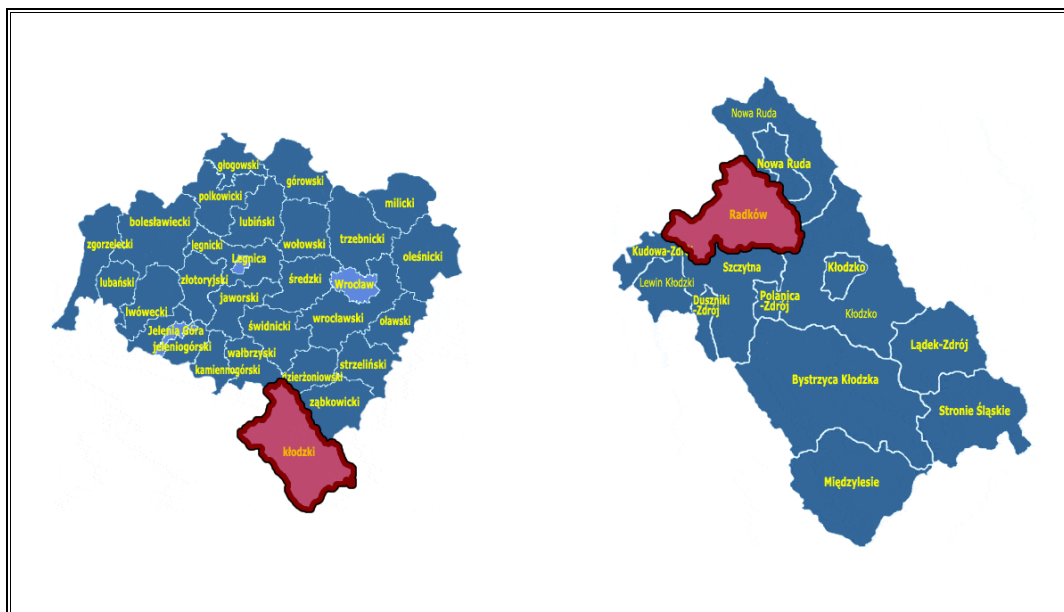 głogowski
górowski
polkowicki
milicki
bolesławiecki
lubiński
trzebnicki
zgorzelecki
legnicki
wołowski
Legnica
oleśnicki
lubański
złotoryjski
średzki
Wrocław
jaworski
lwówecki
wrocławski
oławski
Jelenia Góra
świdnicki
jeleniogórski
wałbrzyski
strzeliński
kamiennogórski
dzierżoniowski
ząbkowicki
kłodzki
Nowa Ruda
Nowa Ruda
Radków
Kudowa-Zdrój
Szczytna
Kłodzko
Lewin Kłodzki
Duszniki
-Zdrój
Polanica
-Zdrój
Kłodzko
Lądek-Zdrój
Bystrzyca Kłodzka
Stronie Śląskie
Międzylesie